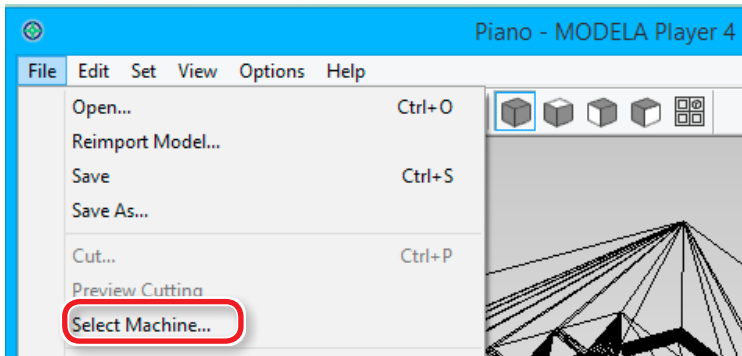 Piano - MODELA Player 4
File Edit Set View Options Help
Open... Ctrl+O
Reimport Model...
Save Ctrl+S
Save As...
Cut... Ctrl+P
Preview Cutting
Select Machine...